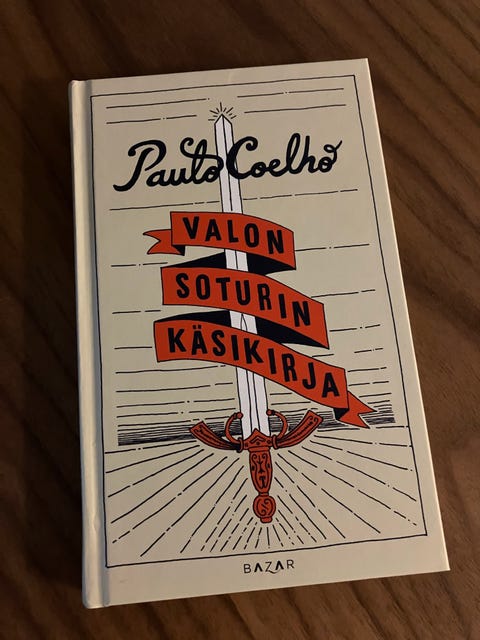 Paulo Coelho
VALON
SOTURIN
KÄSIKIRJA
BAZAR